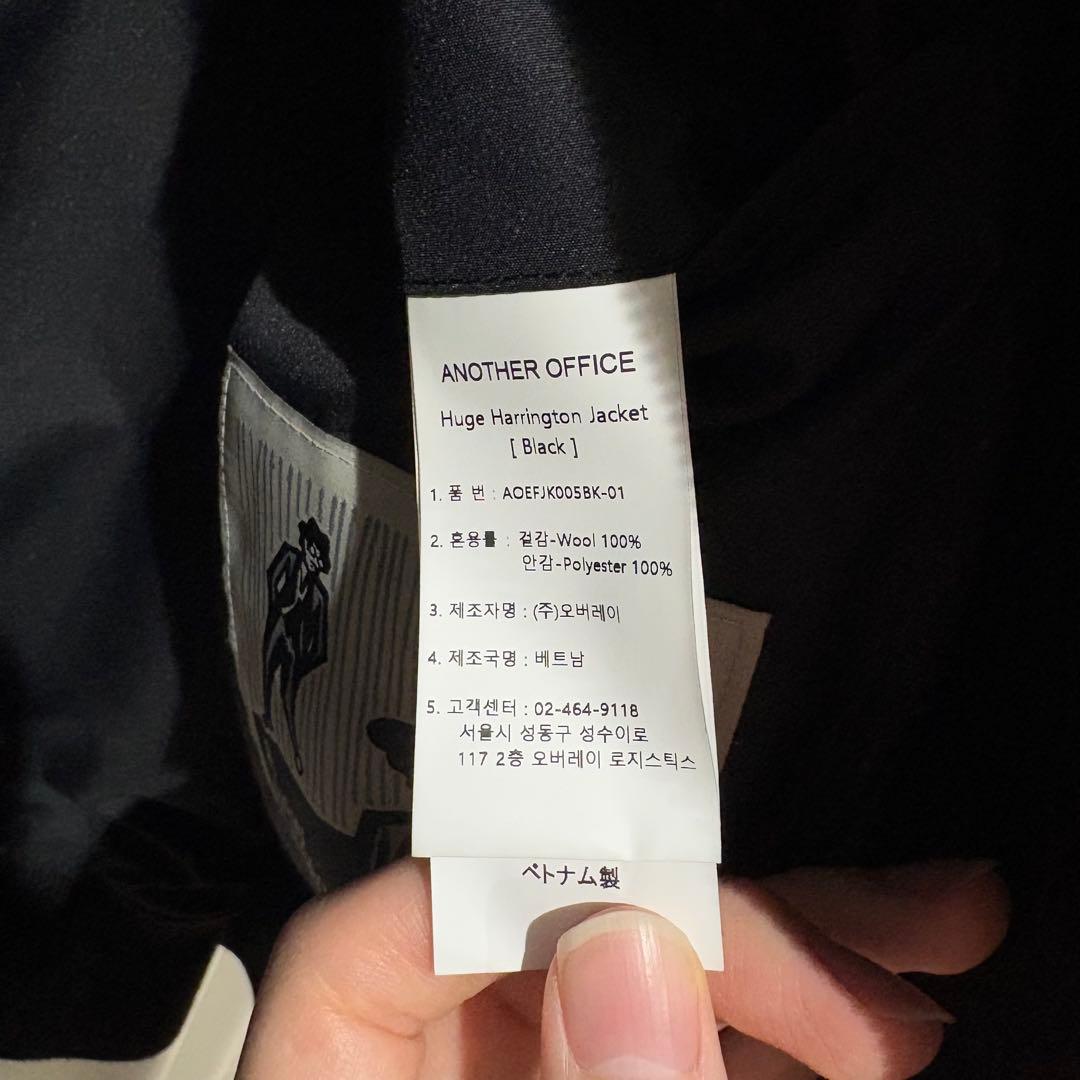 ANOTHER OFFICE
Huge Harrington Jacket
[ Black ]
1. 품 번 : AOEFJK005BK-01
2. 혼용률 : 겉감-Wool 100%
안감-Polyester 100%
3. 제조자명 : (주)오버레이
4. 제조국명 : 베트남
5. 고객센터 : 02-464-9118
서울시 성동구 성수이로
117 2층 오버레이 로지스틱스
ベトナム製